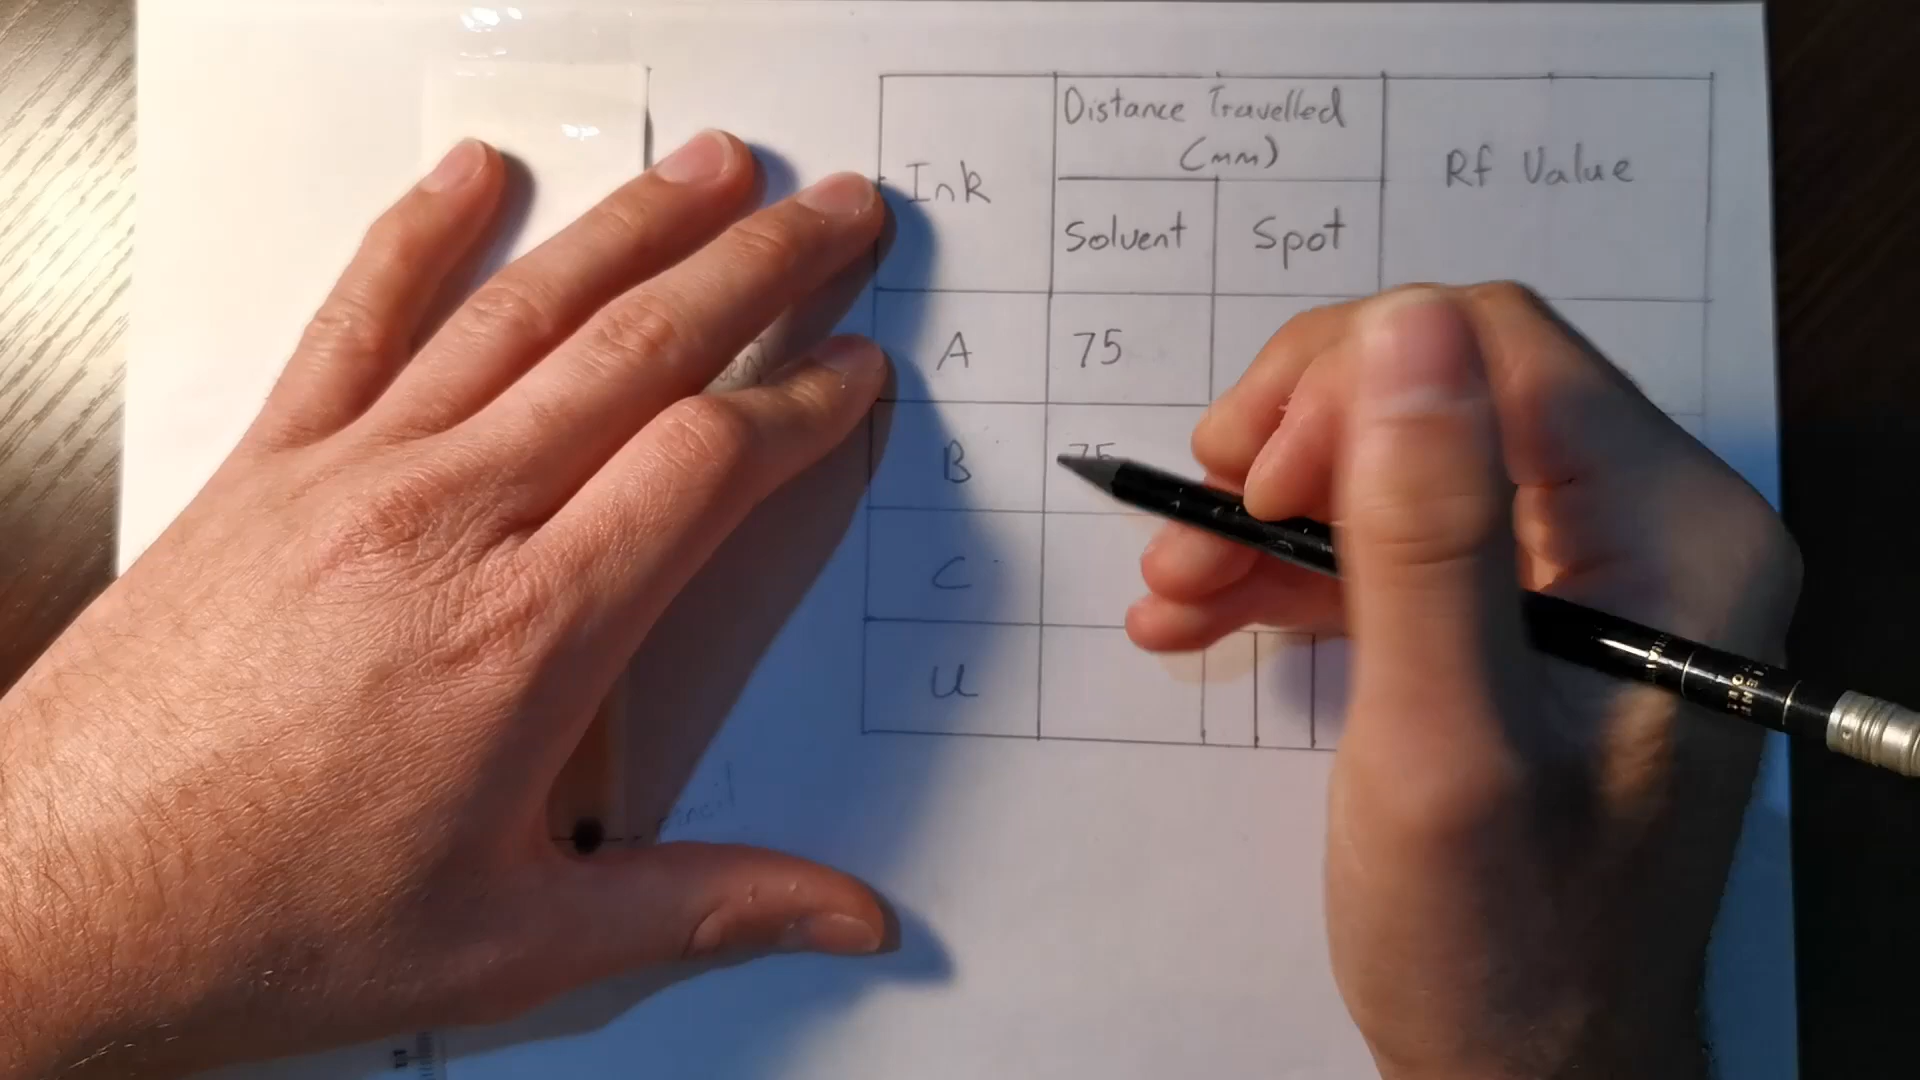 Distance Travelled
(mm)
Ink
Rf Value
Solvent
Spot
A
75
B
75
C
U